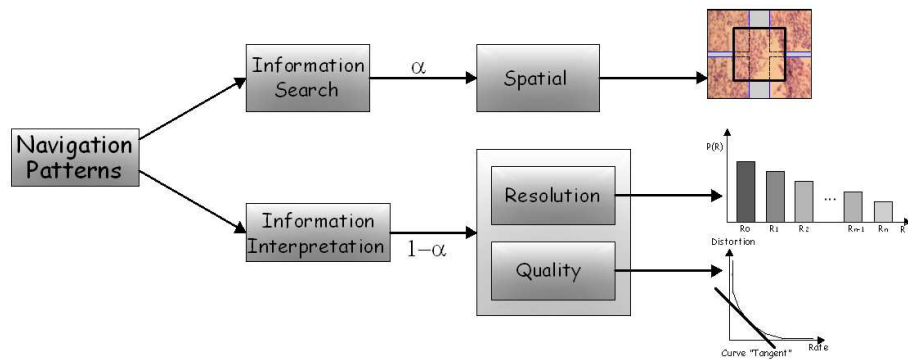 Navigation
Patterns
Information
Search
α
Spatial
Information
Interpretation
1-α
Resolution
Quality
P(R)
...
R0 R1 R2 Rn-1 Rn R
Distortion
Rate
Curve "Tangent"